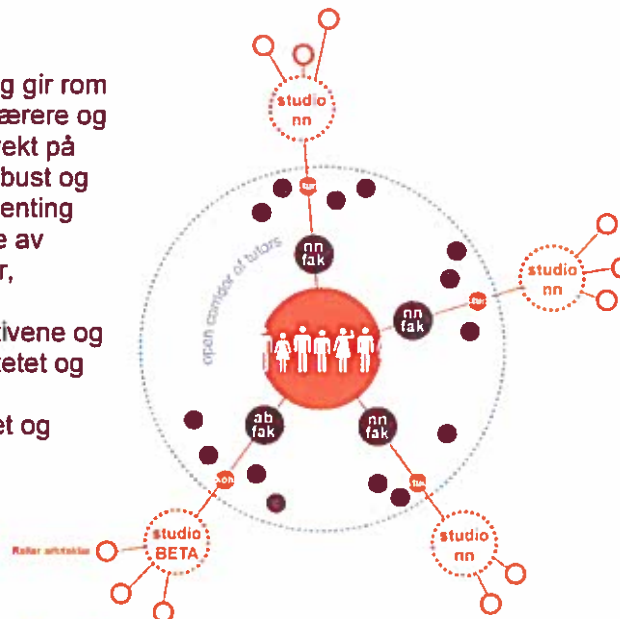 g gir rom
ærere og
rekt på
bust og
enting
e av
r,
tivene og
tetet og
et og
studio
nn
nn
fak
open corridor of tutors
studio
nn
nn
fak
ab
fak
nn
fak
studio
BETA
studio
nn